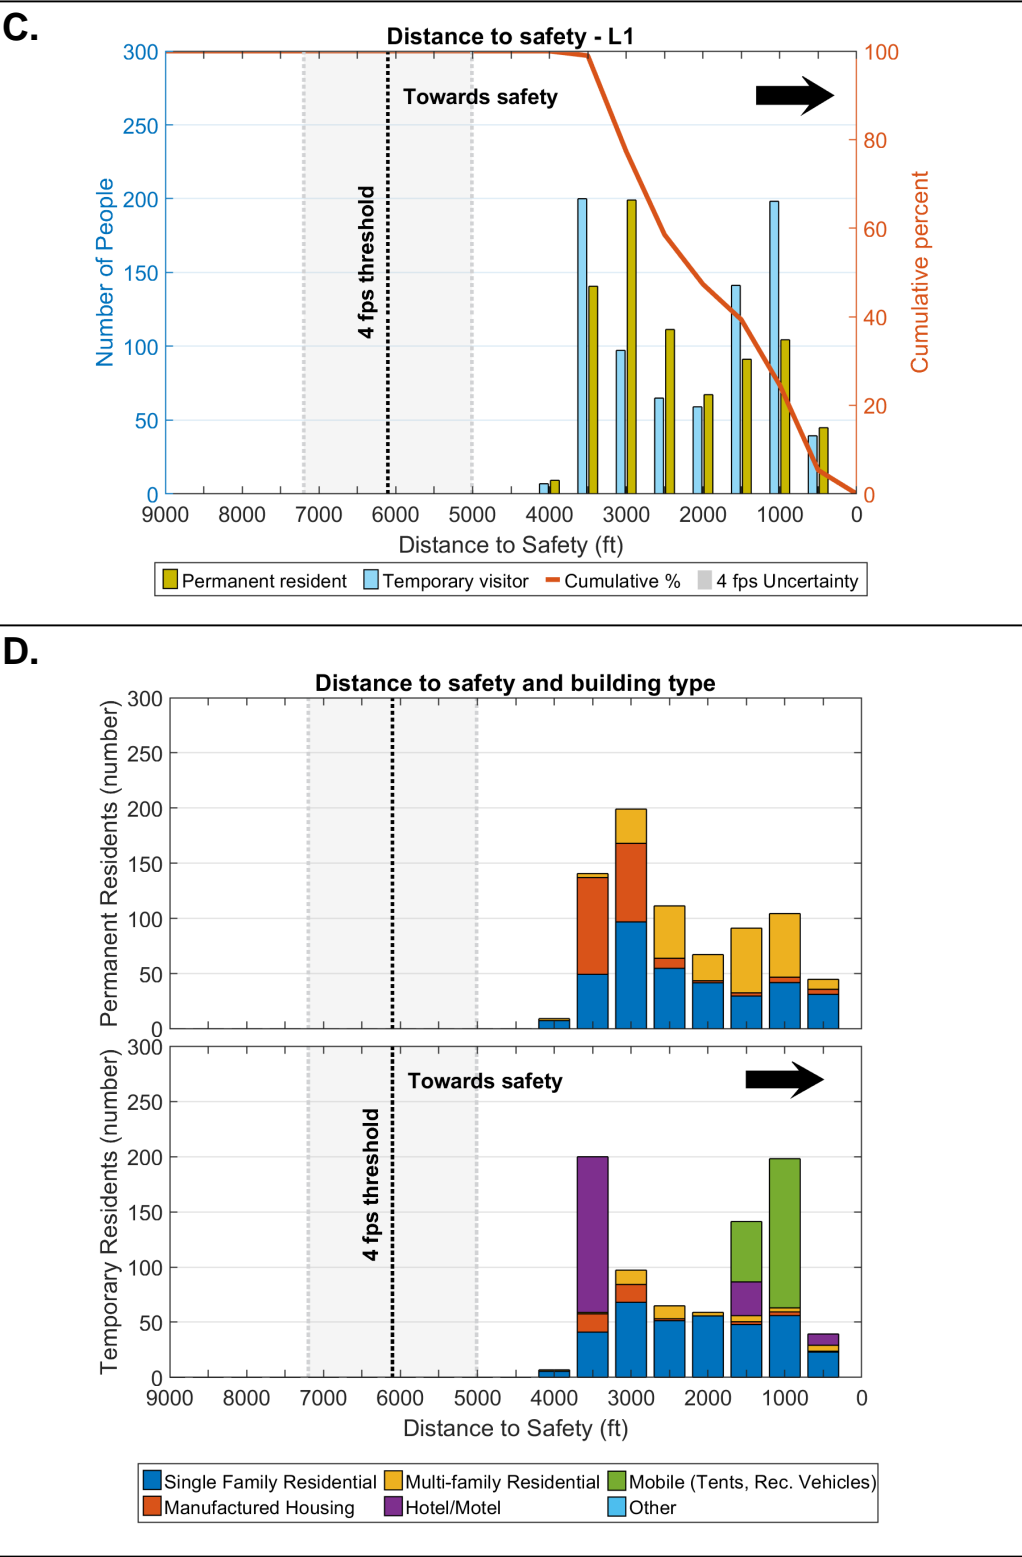 C.
Distance to safety - L1
300
250
200
150
100
50
0
Number of People
100
80
60
40
20
0
Cumulative percent
Towards safety
4 fps threshold
9000 8000 7000 6000 5000 4000 3000 2000 1000 0
Distance to Safety (ft)
Permanent resident Temporary visitor Cumulative % 4 fps Uncertainty
D.
Distance to safety and building type
300
250
200
150
100
50
0
Permanent Residents (number)
300
250
200
150
100
50
0
Temporary Residents (number)
Towards safety
4 fps threshold
9000 8000 7000 6000 5000 4000 3000 2000 1000 0
Distance to Safety (ft)
Single Family Residential Multi-family Residential Mobile (Tents, Rec. Vehicles)
Manufactured Housing Hotel/Motel Other